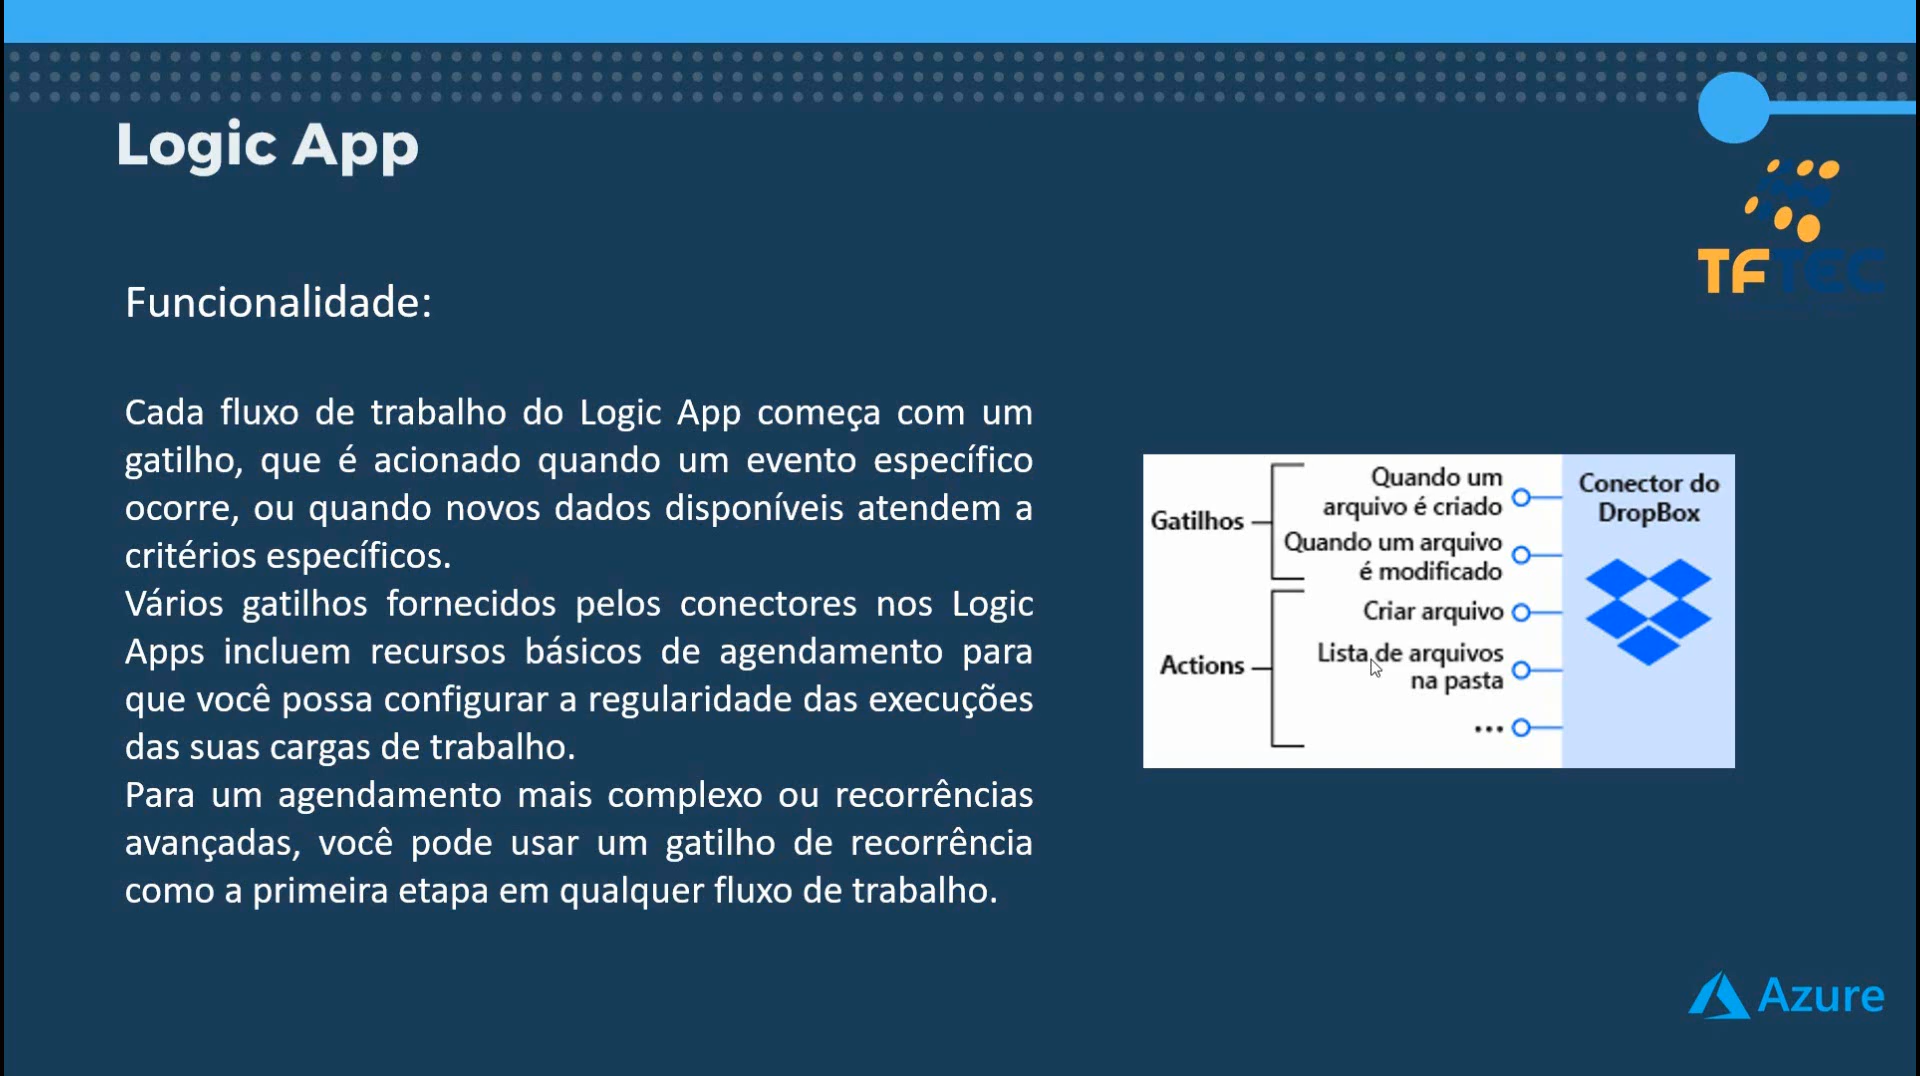 Logic App
TFTEC
Funcionalidade:
Cada fluxo de trabalho do Logic App começa com um
gatilho, que é acionado quando um evento específico
ocorre, ou quando novos dados disponíveis atendem a
critérios específicos.
Vários gatilhos fornecidos pelos conectores nos Logic
Apps incluem recursos básicos de agendamento para
que você possa configurar a regularidade das execuções
das suas cargas de trabalho.
Para um agendamento mais complexo ou recorrências
avançadas, você pode usar um gatilho de recorrência
como a primeira etapa em qualquer fluxo de trabalho.
Gatilhos
Quando um
arquivo é criado
Quando um arquivo
é modificado
Actions
Criar arquivo
Lista de arquivos
na pasta
...
Conector do
DropBox
Azure